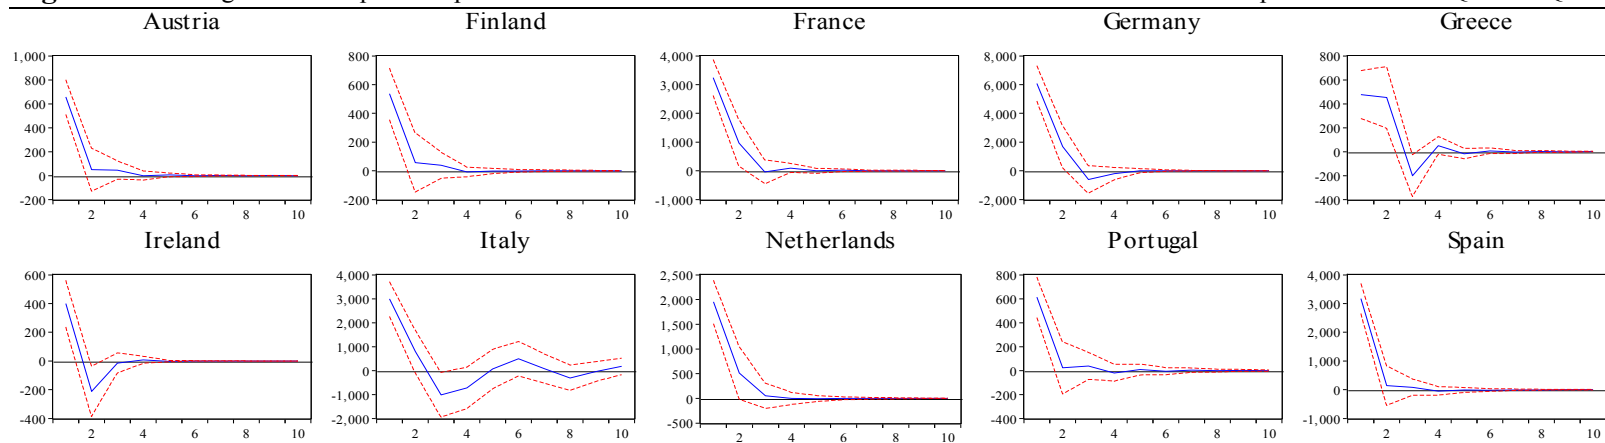 Austria Finland France Germany Greece
1,000 800 600 400 200 0 -200
2 4 6 8 10
800 600 400 200 0 -200
2 4 6 8 10
4,000 3,000 2,000 1,000 0 -1,000
2 4 6 8 10
8,000 6,000 4,000 2,000 0 -2,000
2 4 6 8 10
800 600 400 200 0 -200 -400
2 4 6 8 10
Ireland Italy Netherlands Portugal Spain
600 400 200 0 -200 -400
2 4 6 8 10
4,000 3,000 2,000 1,000 0 -1,000 -2,000
2 4 6 8 10
2,500 2,000 1,500 1,000 500 0 -500
2 4 6 8 10
800 600 400 200 0 -200 -400
2 4 6 8 10
4,000 3,000 2,000 1,000 0 -1,000
2 4 6 8 10